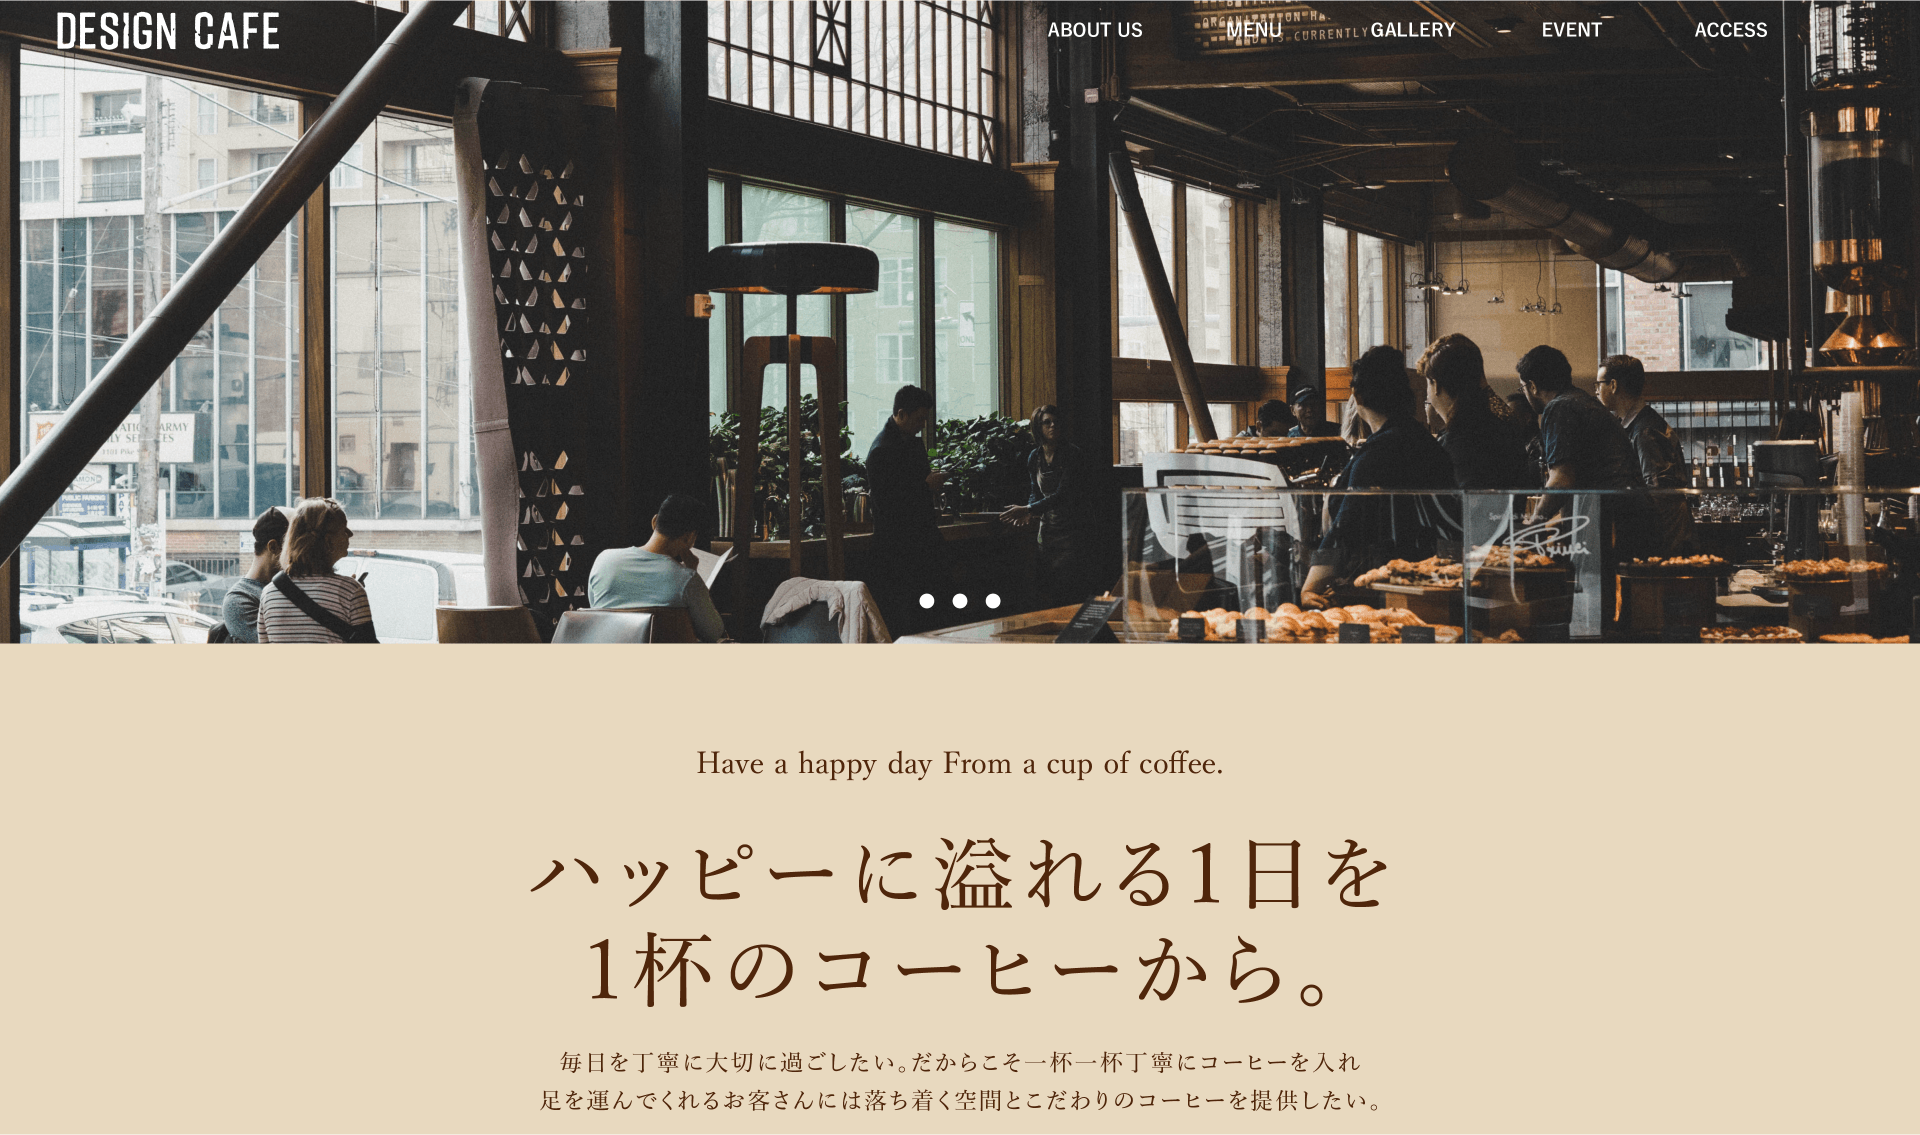 DESIGN CAFE
ABOUT US
MENU
GALLERY
EVENT
ACCESS
CURRENTLY
ARMY
PUBLIC PARKING
Princi
Have a happy day From a cup of coffee.
ハッピーに溢れる1日を
1杯のコーヒーから。
毎日を丁寧に大切に過ごしたい。だからこそ一杯一杯丁寧にコーヒーを入れ
足を運んでくれるお客さんには落ち着く空間とこだわりのコーヒーを提供したい。